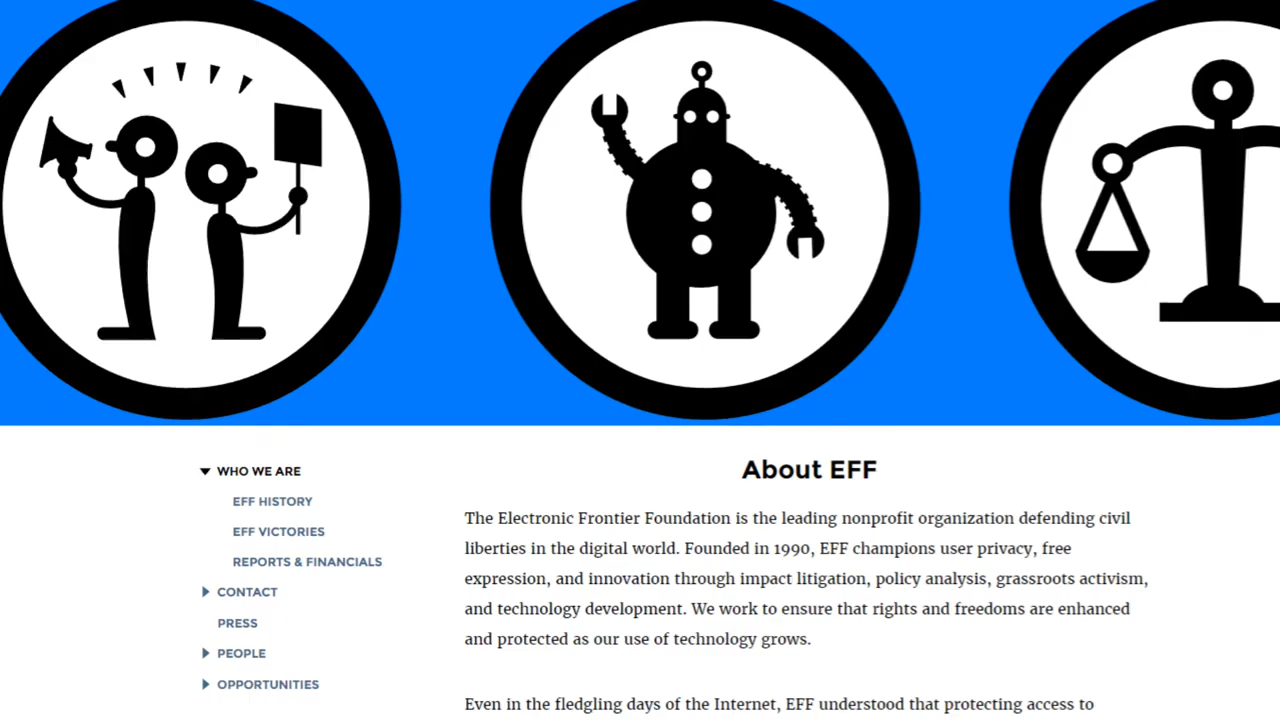 WHO WE ARE
EFF HISTORY
EFF VICTORIES
REPORTS & FINANCIALS
CONTACT
PRESS
PEOPLE
OPPORTUNITIES
About EFF
The Electronic Frontier Foundation is the leading nonprofit organization defending civil
liberties in the digital world. Founded in 1990, EFF champions user privacy, free
expression, and innovation through impact litigation, policy analysis, grassroots activism,
and technology development. We work to ensure that rights and freedoms are enhanced
and protected as our use of technology grows.
Even in the fledgling days of the Internet, EFF understood that protecting access to